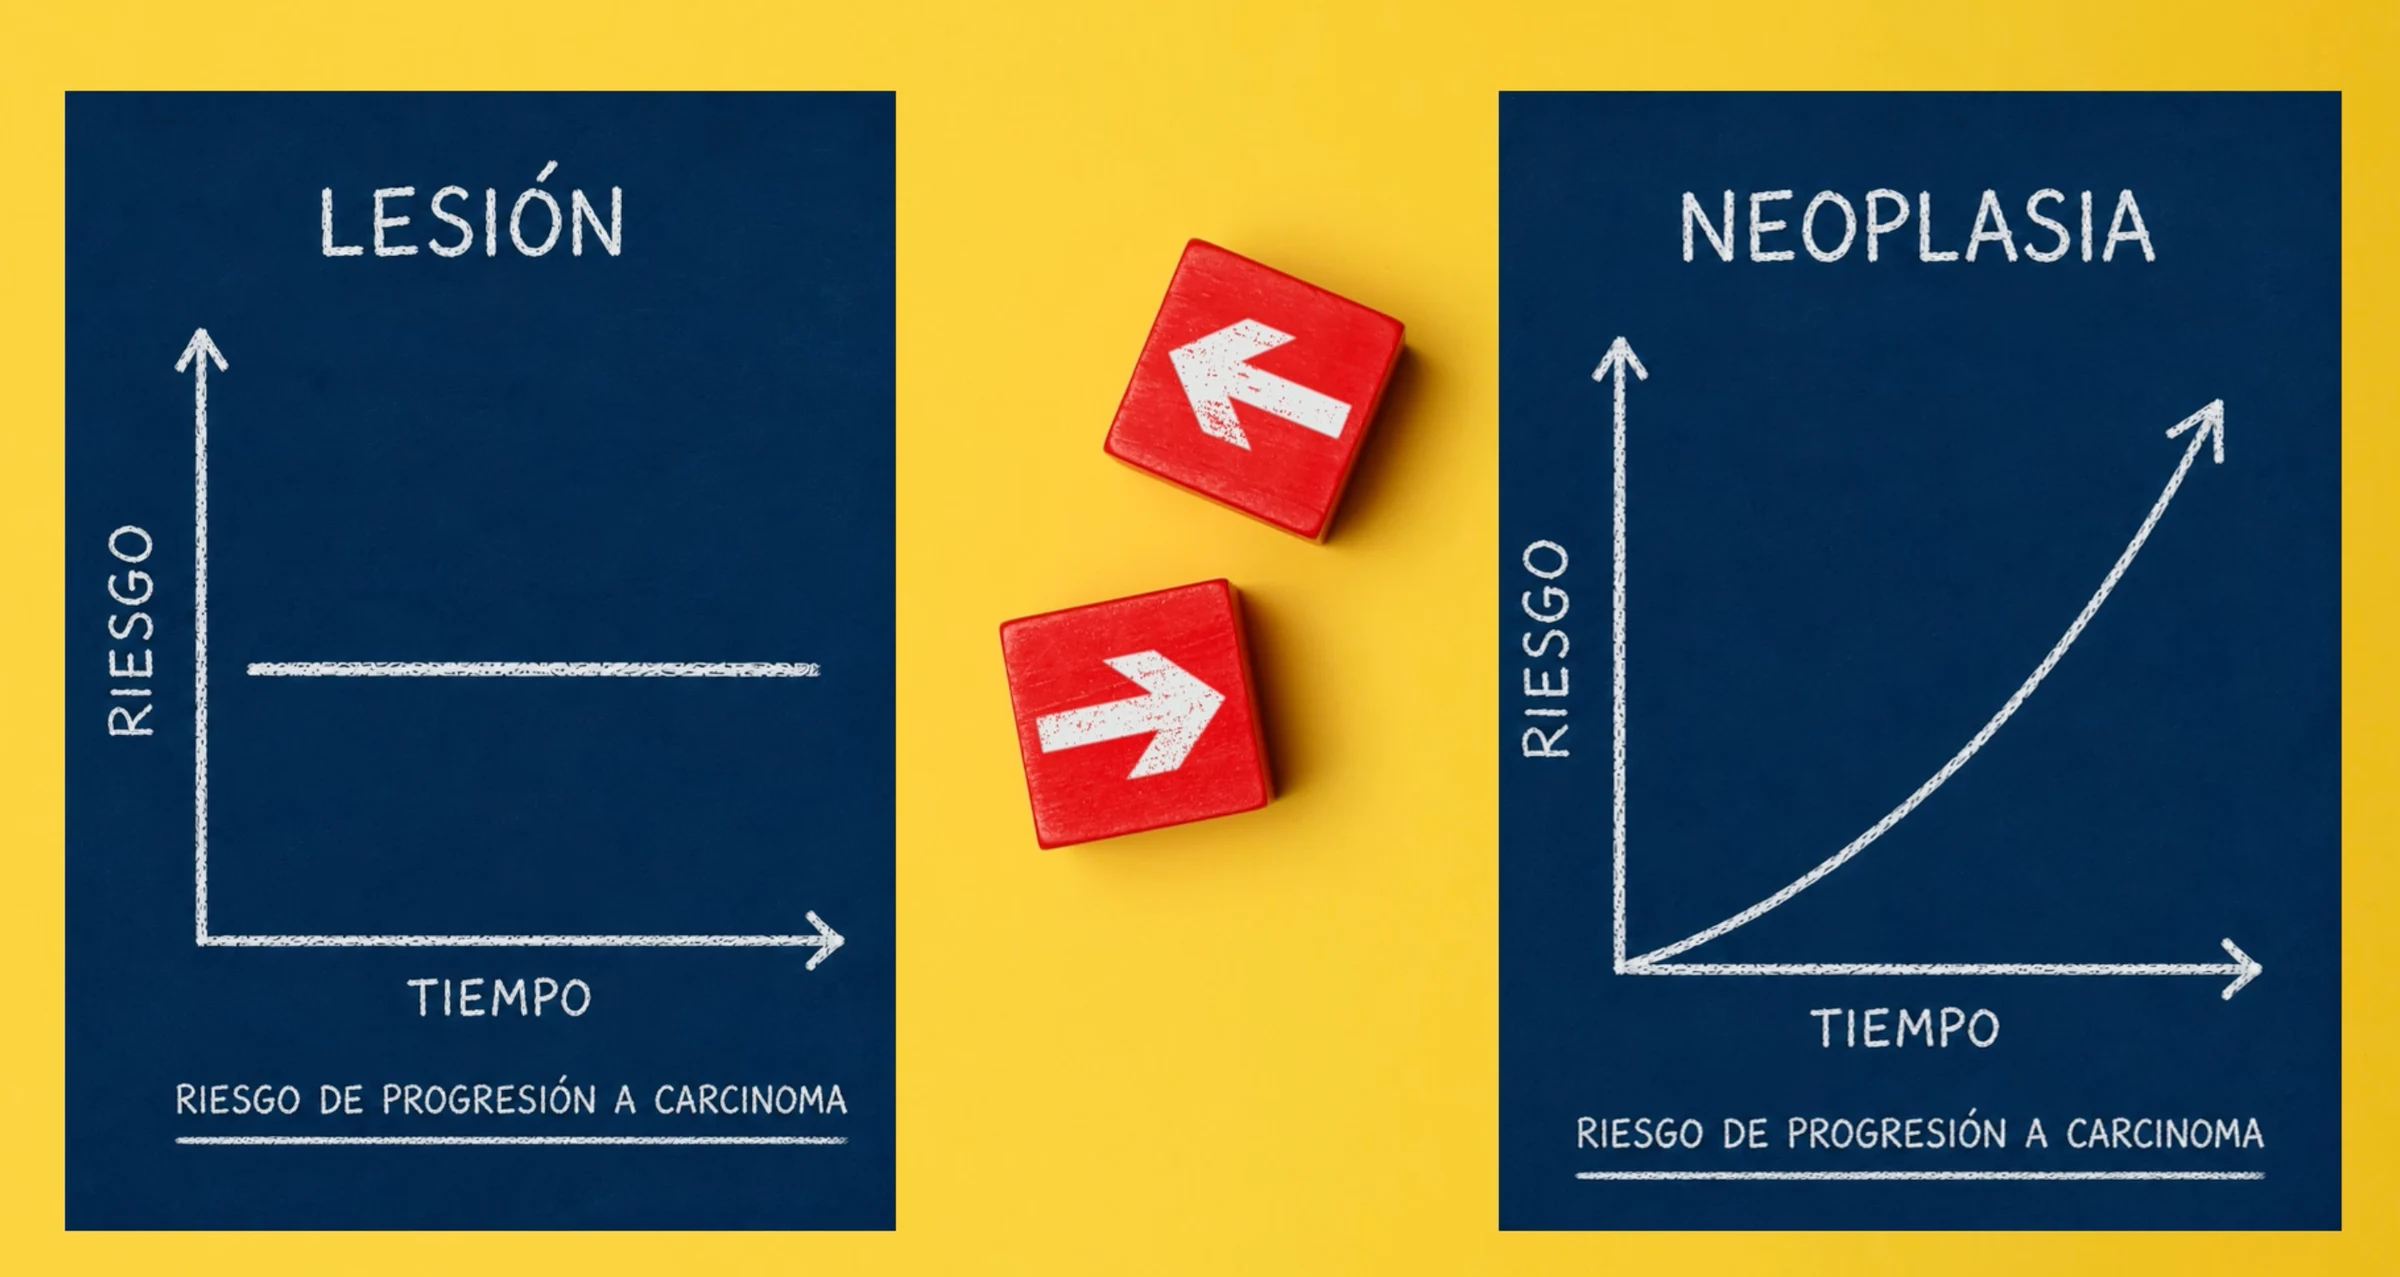 LESIÓN
RIESGO
TIEMPO
RIESGO DE PROGRESIÓN A CARCINOMA
NEOPLASIA
RIESGO
TIEMPO
RIESGO DE PROGRESIÓN A CARCINOMA